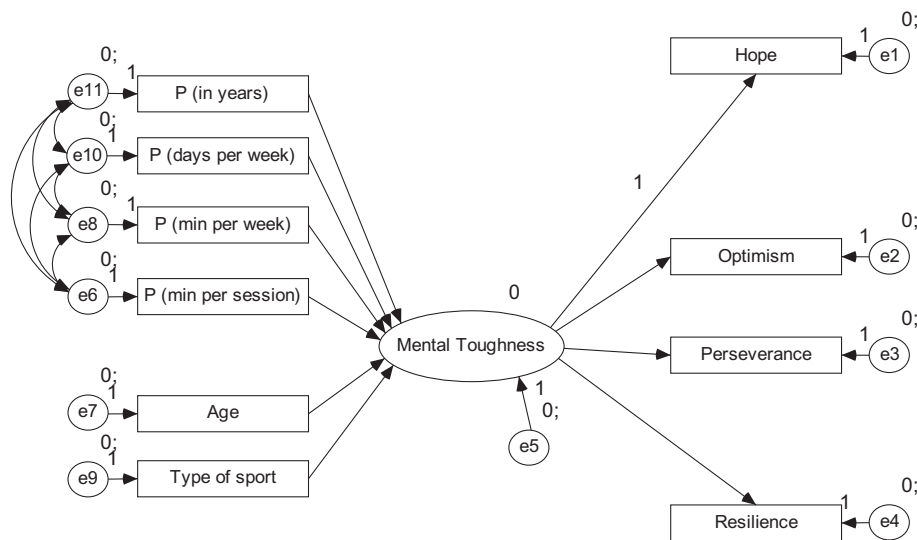 0;
e11
1
P (in years)
0;
e10
1
P (days per week)
0;
e8
1
P (min per week)
0;
e6
1
P (min per session)
0;
e7
1
Age
0;
e9
1
Type of sport
0
Mental Toughness
1
0;
e5
1
Hope
1
0;
e1
Optimism
1
0;
e2
Perseverance
1
0;
e3
Resilience
1
0;
e4